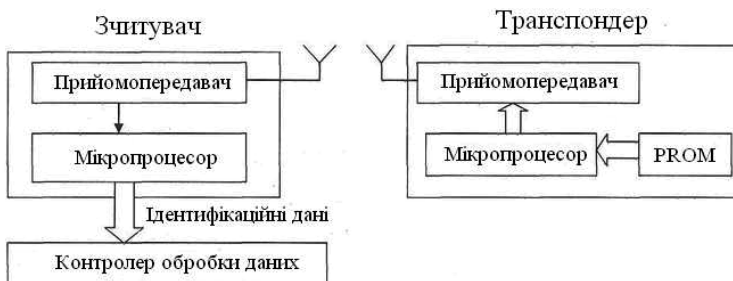 Зчитувач
Транспондер
Прийомопередавач
Прийомопередавач
Мікропроцесор
Мікропроцесор
PROM
Ідентифікаційні дані
Контролер обробки даних